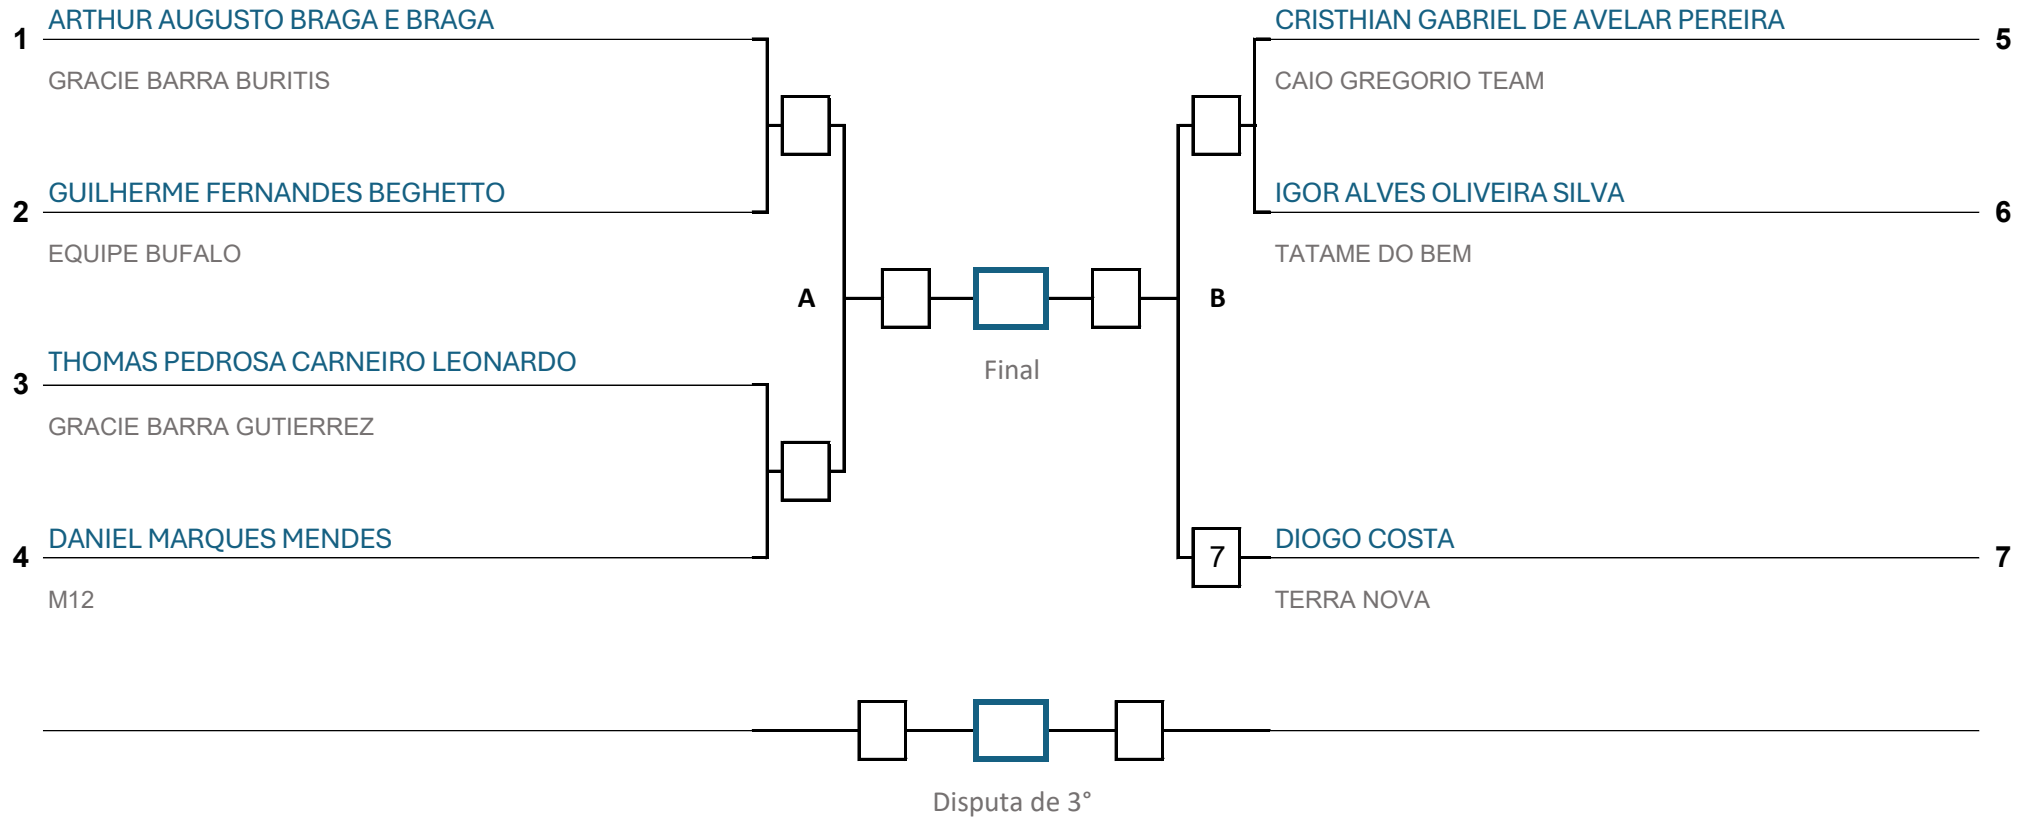 ARTHUR AUGUSTO BRAGA E BRAGA
1
GRACIE BARRA BURITIS
GUILHERME FERNANDES BEGHETTO
2
EQUIPE BUFALO
A
THOMAS PEDROSA CARNEIRO LEONARDO
3
GRACIE BARRA GUTIERREZ
DANIEL MARQUES MENDES
4
M12
Final
CRISTHIAN GABRIEL DE AVELAR PEREIRA
5
CAIO GREGORIO TEAM
IGOR ALVES OLIVEIRA SILVA
6
TATAME DO BEM
B
7
DIOGO COSTA
7
TERRA NOVA
Disputa de 3°